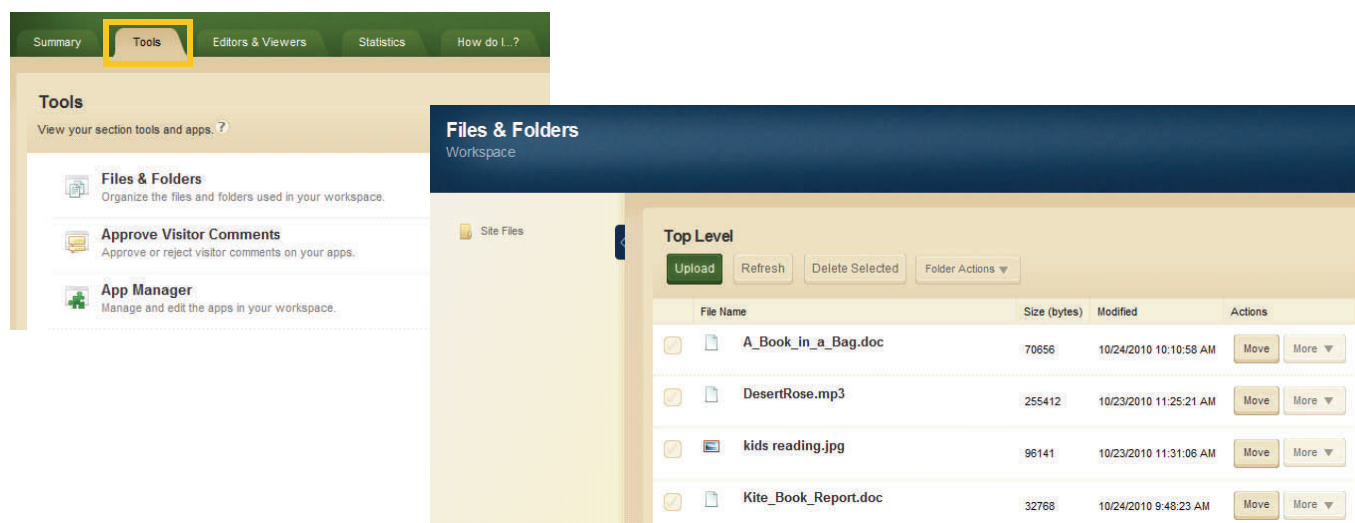 Summary Tools Editors & Viewers Statistics How do I...?
Tools
View your section tools and apps. ?
Files & Folders
Organize the files and folders used in your workspace.
Approve Visitor Comments
Approve or reject visitor comments on your apps.
App Manager
Manage and edit the apps in your workspace.
Files & Folders
Workspace
Site Files
Top Level
Upload Refresh Delete Selected Folder Actions
File Name Size (bytes) Modified Actions
A_Book_in_a_Bag.doc 70656 10/24/2010 10:10:58 AM Move More
DesertRose.mp3 255412 10/23/2010 11:25:21 AM Move More
kids reading.jpg 96141 10/23/2010 11:31:06 AM Move More
Kite_Book_Report.doc 32768 10/24/2010 9:48:23 AM Move More